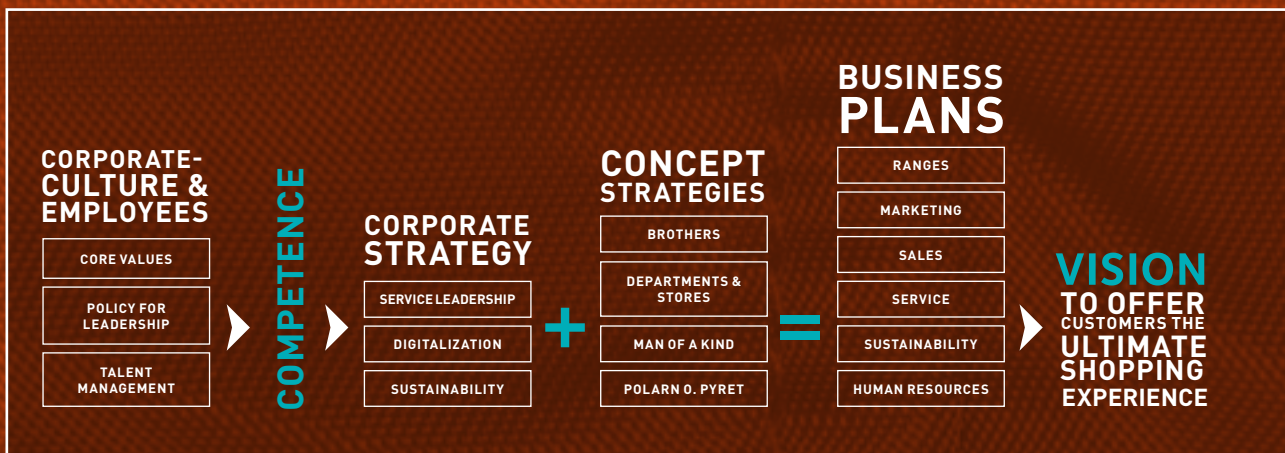 CORPORATE-
CULTURE &
EMPLOYEES
CORE VALUES
POLICY FOR
LEADERSHIP
TALENT
MANAGEMENT
COMPETENCE
CORPORATE
STRATEGY
SERVICE LEADERSHIP
DIGITALIZATION
SUSTAINABILITY
+
CONCEPT
STRATEGIES
BROTHERS
DEPARTMENTS &
STORES
MAN OF A KIND
POLARN O. PYRET
=
BUSINESS
PLANS
RANGES
MARKETING
SALES
SERVICE
SUSTAINABILITY
HUMAN RESOURCES
VISION
TO OFFER
CUSTOMERS THE
ULTIMATE
SHOPPING
EXPERIENCE